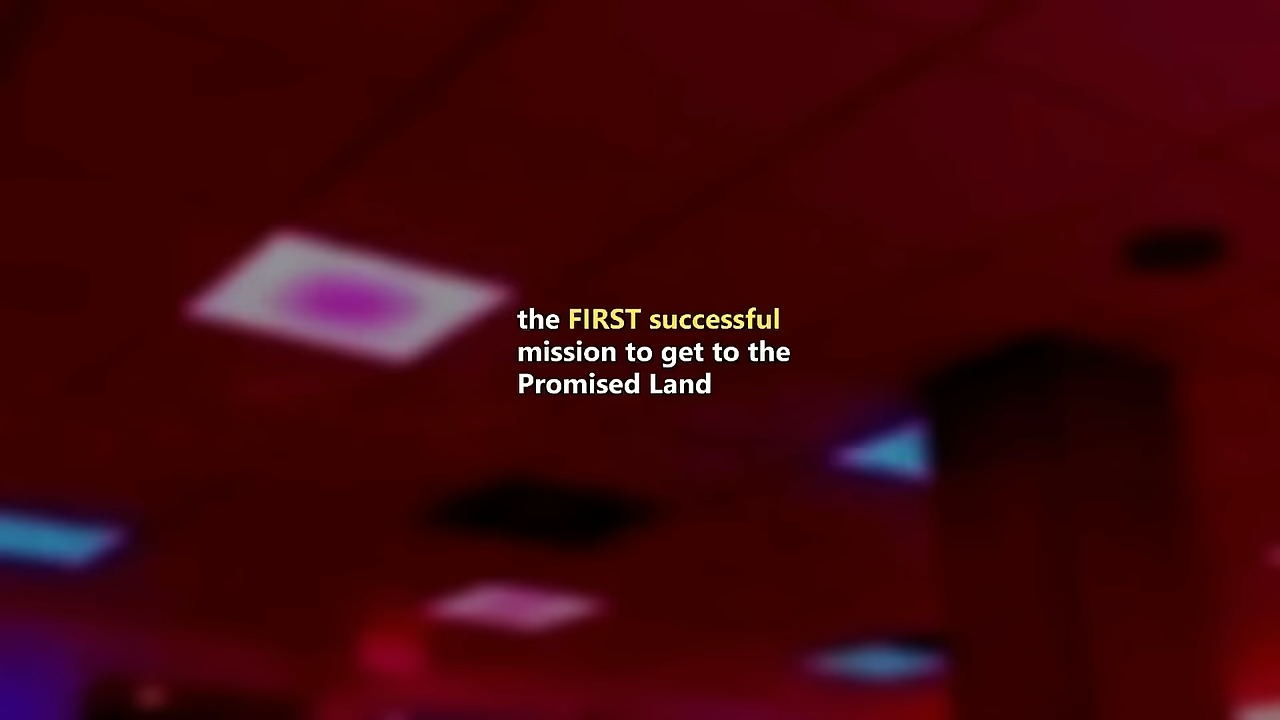 the FIRST successful
mission to get to the
Promised Land